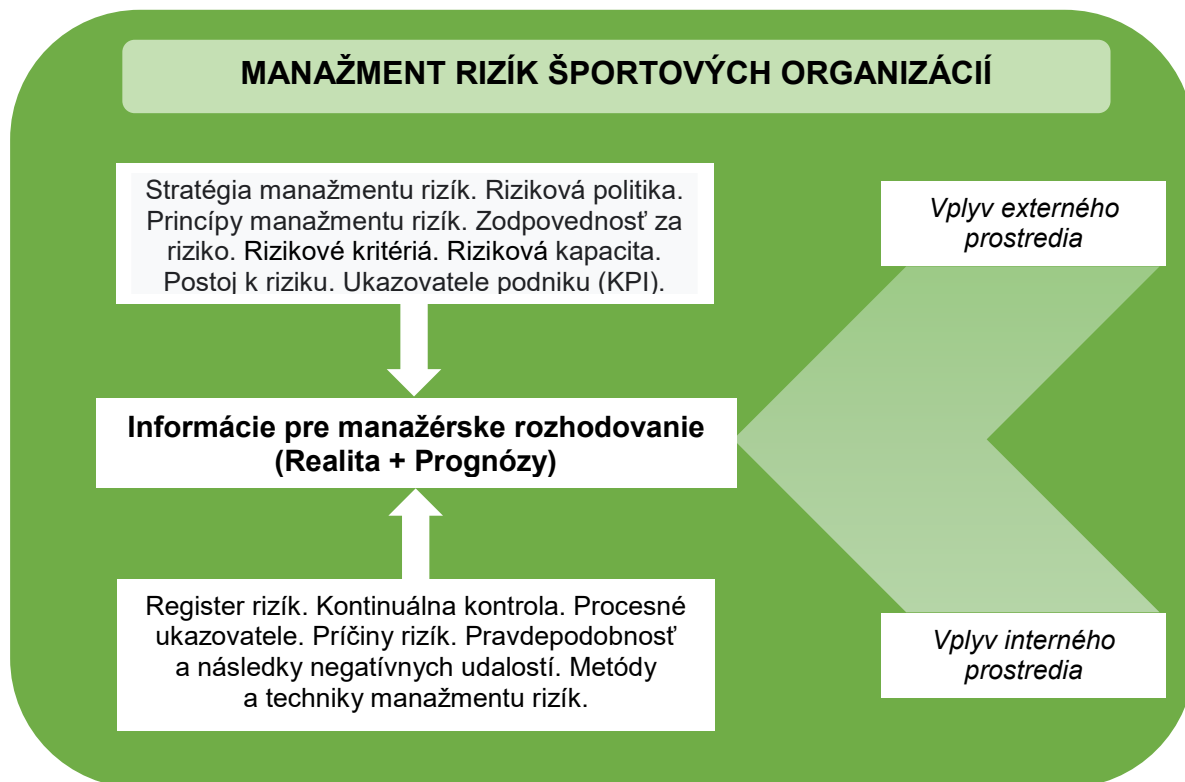 MANAŽMENT RIZÍK ŠPORTOVÝCH ORGANIZÁCIÍ
Stratégia manažmentu rizík. Riziková politika.
Princípy manažmentu rizík. Zodpovednosť za
riziko. Rizikové kritériá. Riziková kapacita.
Postoj k riziku. Ukazovatele podniku (KPI).
Vplyv externého
prostredia
Informácie pre manažérske rozhodovanie
(Realita + Prognózy)
Register rizík. Kontinuálna kontrola. Procesné
ukazovatele. Príčiny rizík. Pravdepodobnosť
a následky negatívnych udalostí. Metódy
a techniky manažmentu rizík.
Vplyv interného
prostredia